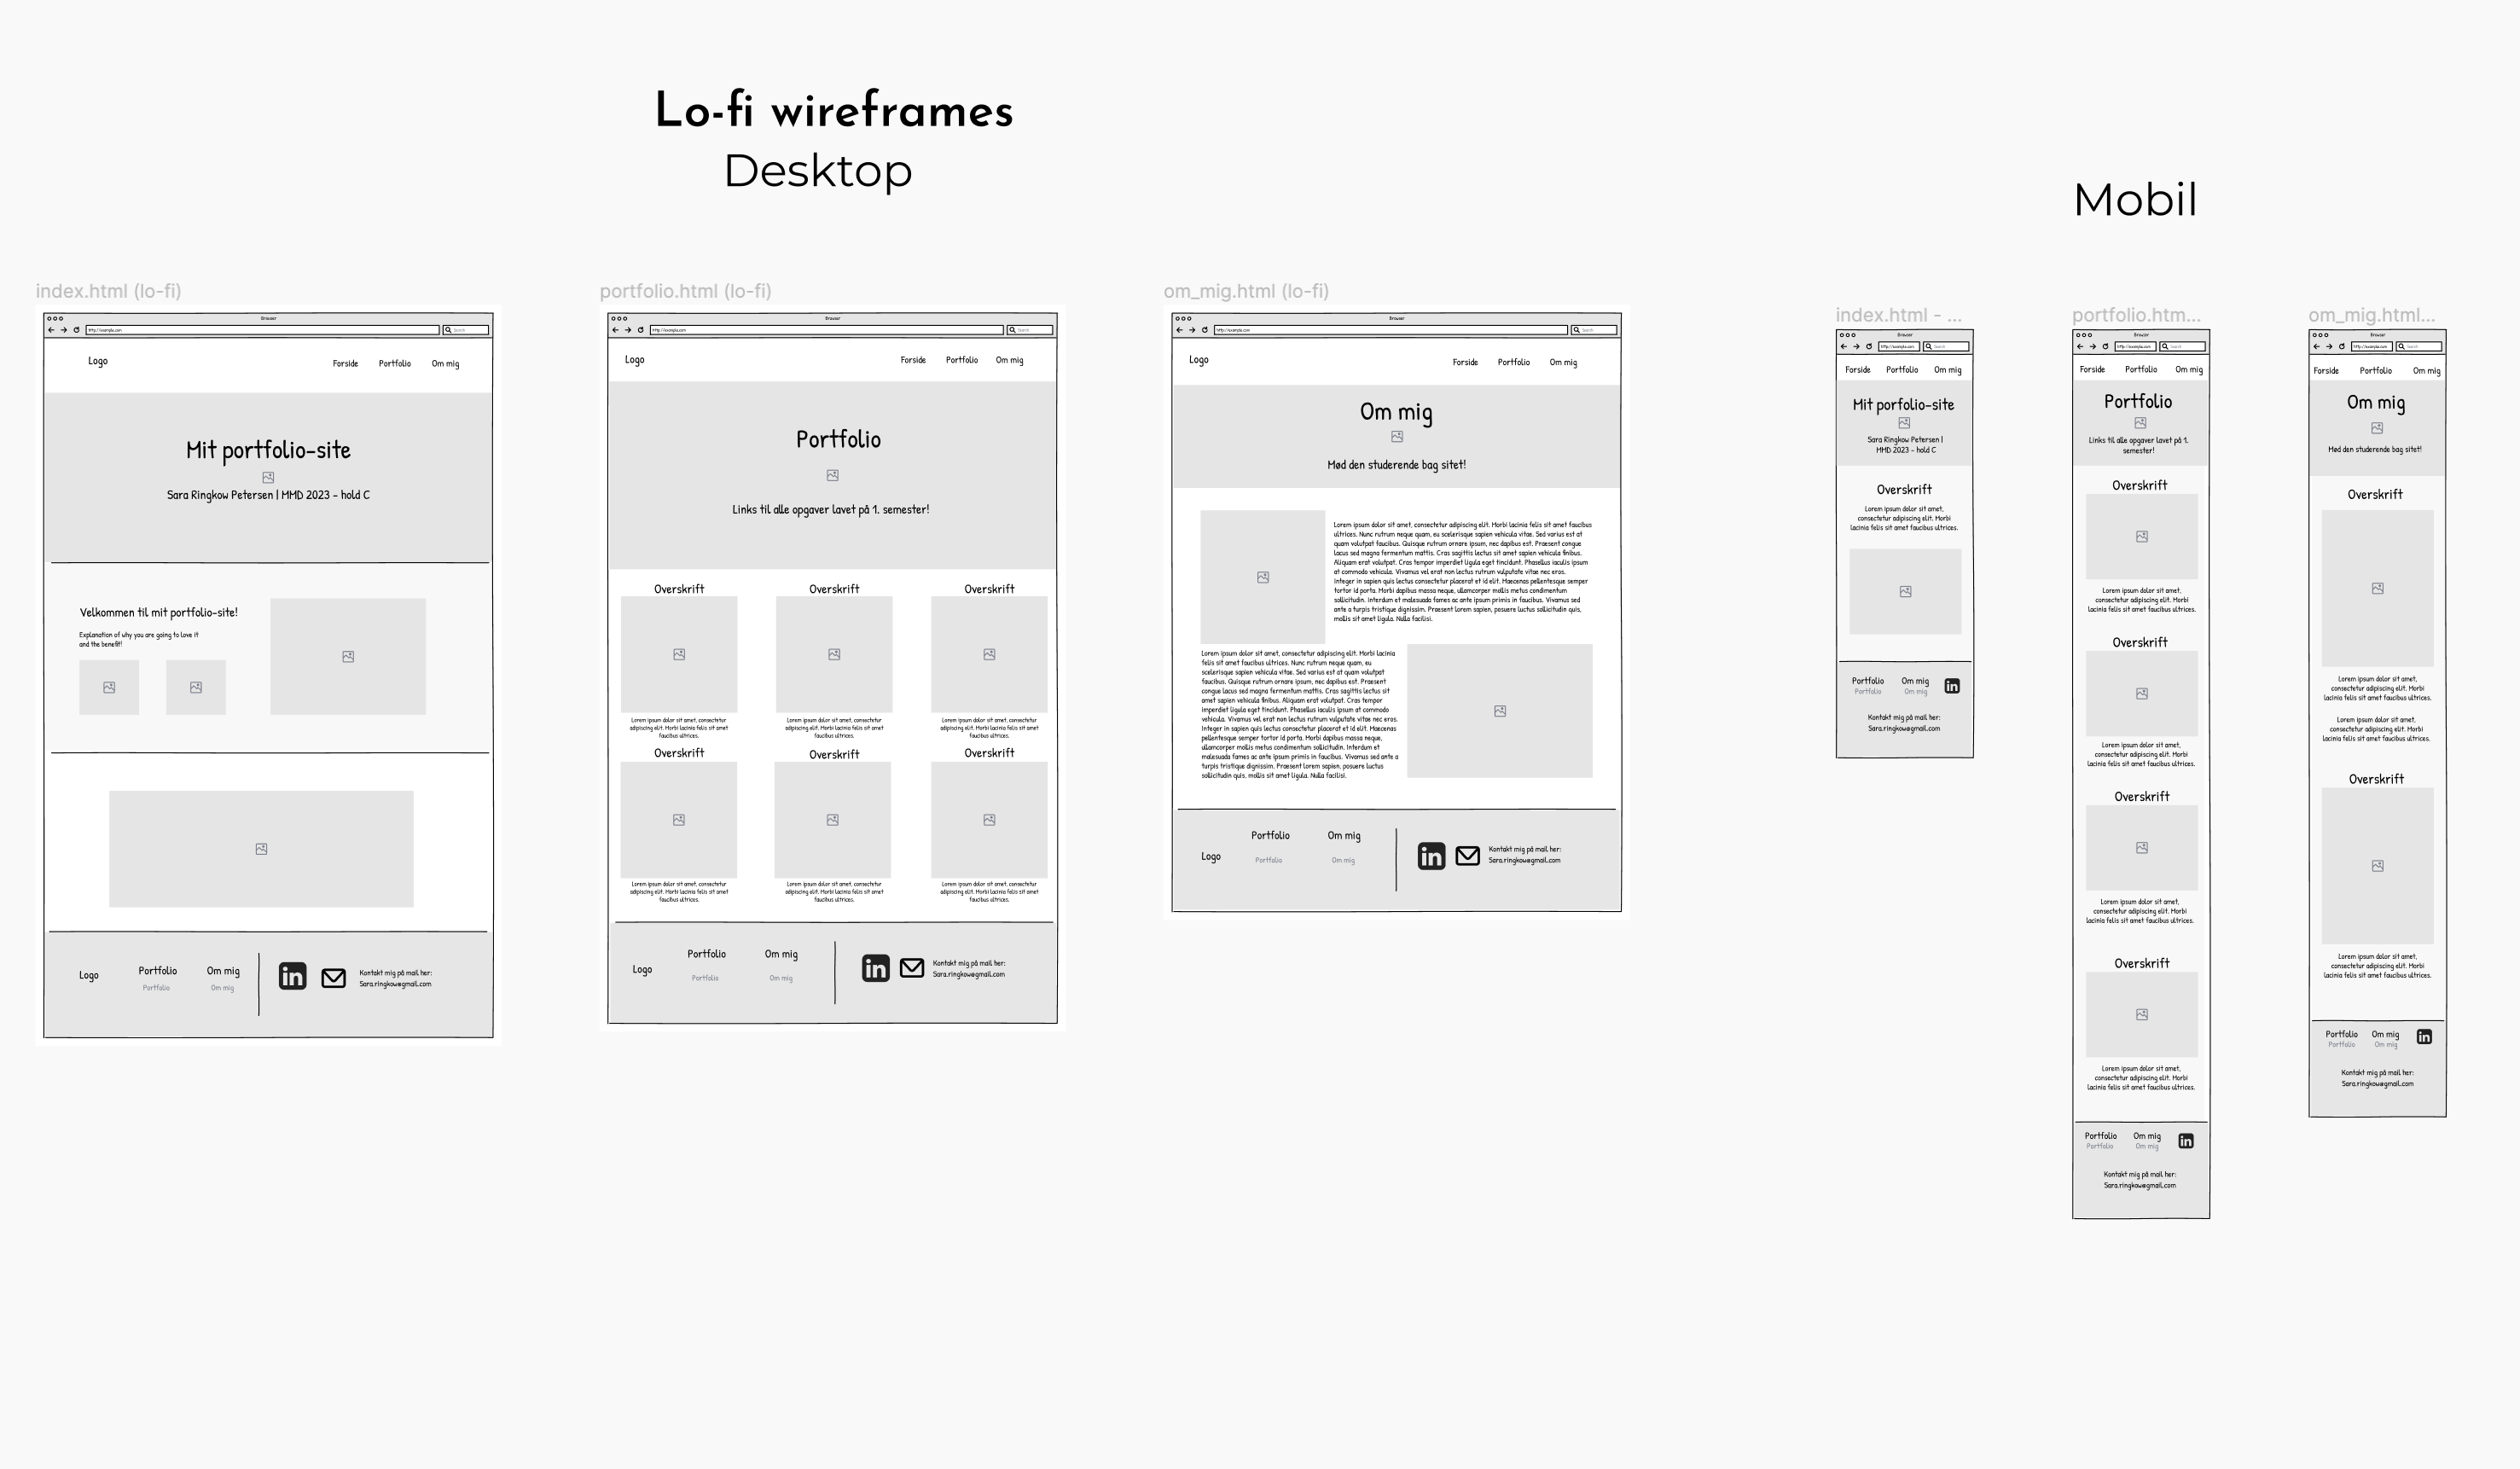 Lo-fi wireframes
Desktop
Mobil
index.html (lo-fi)
Browser
http://example.com
Search
Logo
Forside Portfolio Om mig
Mit portfolio-site
Sara Ringkow Petersen | MMD 2023 - hold C
Velkommen til mit portfolio-site!
Explanation of why you are going to love it
and the benefit!
Logo
Portfolio Om mig
Portfolio Om mig
in
Kontakt mig på mail her:
Sara.ringkow@gmail.com
portfolio.html (lo-fi)
Browser
http://example.com
Search
Logo
Forside Portfolio Om mig
Portfolio
Links til alle opgaver lavet på 1. semester!
Overskrift Overskrift Overskrift
Lorem ipsum dolor sit amet, consectetur
adipiscing elit. Morbi lacinia felis sit amet
faucibus ultrices.
Lorem ipsum dolor sit amet, consectetur
adipiscing elit. Morbi lacinia felis sit amet
faucibus ultrices.
Lorem ipsum dolor sit amet, consectetur
adipiscing elit. Morbi lacinia felis sit amet
faucibus ultrices.
Overskrift Overskrift Overskrift
Lorem ipsum dolor sit amet, consectetur
adipiscing elit. Morbi lacinia felis sit amet
faucibus ultrices.
Lorem ipsum dolor sit amet, consectetur
adipiscing elit. Morbi lacinia felis sit amet
faucibus ultrices.
Lorem ipsum dolor sit amet, consectetur
adipiscing elit. Morbi lacinia felis sit amet
faucibus ultrices.
Logo
Portfolio Om mig
Portfolio Om mig
in
Kontakt mig på mail her:
Sara.ringkow@gmail.com
om_mig.html (lo-fi)
Browser
http://example.com
Search
Logo
Forside Portfolio Om mig
Om mig
Mød den studerende bag sitet!
Lorem ipsum dolor sit amet, consectetur adipiscing elit. Morbi lacinia felis sit amet faucibus
ultrices. Nunc rutrum neque quam, eu scelerisque sapien vehicula vitae. Sed varius est at
quam volutpat faucibus. Quisque rutrum ornare ipsum, nec dapibus est. Praesent congue
lacus sed magna fermentum mattis. Cras sagittis lectus sit amet sapien vehicula finibus.
Aliquam erat volutpat. Cras tempor imperdiet ligula eget tincidunt. Phasellus iaculis ipsum
at commodo vehicula. Vivamus vel erat non lectus rutrum vulputate vitae nec eros.
Integer in sapien quis lectus consectetur placerat et id elit. Maecenas pellentesque semper
tortor id porta. Morbi dapibus massa neque, ullamcorper mollis metus condimentum
sollicitudin. Interdum et malesuada fames ac ante ipsum primis in faucibus. Vivamus sed
ante a turpis tristique dignissim. Praesent lorem sapien, posuere luctus sollicitudin quis,
mollis sit amet ligula. Nulla facilisi.
Lorem ipsum dolor sit amet, consectetur adipiscing elit. Morbi lacinia
felis sit amet faucibus ultrices. Nunc rutrum neque quam, eu
scelerisque sapien vehicula vitae. Sed varius est at quam volutpat
faucibus. Quisque rutrum ornare ipsum, nec dapibus est. Praesent
congue lacus sed magna fermentum mattis. Cras sagittis lectus sit
amet sapien vehicula finibus. Aliquam erat volutpat. Cras tempor
imperdiet ligula eget tincidunt. Phasellus iaculis ipsum at commodo
vehicula. Vivamus vel erat non lectus rutrum vulputate vitae nec eros.
Integer in sapien quis lectus consectetur placerat et id elit. Maecenas
pellentesque semper tortor id porta. Morbi dapibus massa neque,
ullamcorper mollis metus condimentum sollicitudin. Interdum et
malesuada fames ac ante ipsum primis in faucibus. Vivamus sed ante a
turpis tristique dignissim. Praesent lorem sapien, posuere luctus
sollicitudin quis, mollis sit amet ligula. Nulla facilisi.
Logo
Portfolio Om mig
Portfolio Om mig
in
Kontakt mig på mail her:
Sara.ringkow@gmail.com
index.html - ...
Browser
http://example.com
Search
Forside Portfolio Om mig
Mit porfolio-site
Sara Ringkow Petersen |
MMD 2023 - hold C
Overskrift
Lorem ipsum dolor sit amet,
consectetur adipiscing elit. Morbi
lacinia felis sit amet faucibus ultrices.
Portfolio Om mig
Portfolio Om mig
in
Kontakt mig på mail her:
Sara.ringkow@gmail.com
portfolio.htm...
Browser
http://example.com
Search
Forside Portfolio Om mig
Portfolio
Links til alle opgaver lavet på 1.
semester!
Overskrift
Lorem ipsum dolor sit amet,
consectetur adipiscing elit. Morbi
lacinia felis sit amet faucibus ultrices.
Overskrift
Lorem ipsum dolor sit amet,
consectetur adipiscing elit. Morbi
lacinia felis sit amet faucibus ultrices.
Overskrift
Lorem ipsum dolor sit amet,
consectetur adipiscing elit. Morbi
lacinia felis sit amet faucibus ultrices.
Overskrift
Lorem ipsum dolor sit amet,
consectetur adipiscing elit. Morbi
lacinia felis sit amet faucibus ultrices.
Portfolio Om mig
Portfolio Om mig
in
Kontakt mig på mail her:
Sara.ringkow@gmail.com
om_mig.html...
Browser
http://example.com
Search
Forside Portfolio Om mig
Om mig
Mød den studerende bag sitet!
Overskrift
Lorem ipsum dolor sit amet,
consectetur adipiscing elit. Morbi
lacinia felis sit amet faucibus ultrices.
Lorem ipsum dolor sit amet,
consectetur adipiscing elit. Morbi
lacinia felis sit amet faucibus ultrices.
Overskrift
Lorem ipsum dolor sit amet,
consectetur adipiscing elit. Morbi
lacinia felis sit amet faucibus ultrices.
Portfolio Om mig
Portfolio Om mig
in
Kontakt mig på mail her:
Sara.ringkow@gmail.com